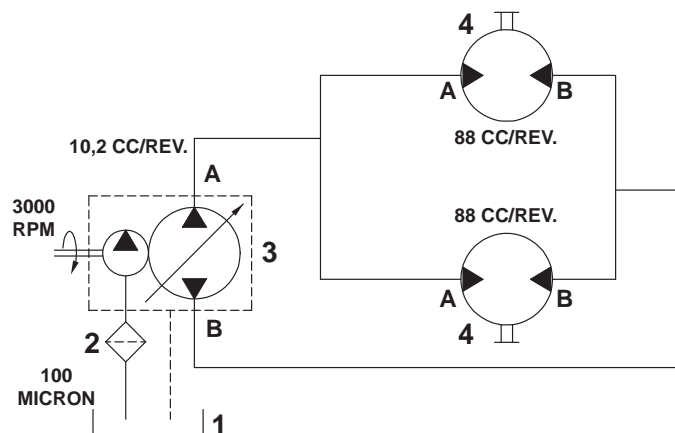 4
A
B
88 CC/REV.
10,2 CC/REV.
A
3000
RPM
3
88 CC/REV.
A
B
4
B
2
100
MICRON
1